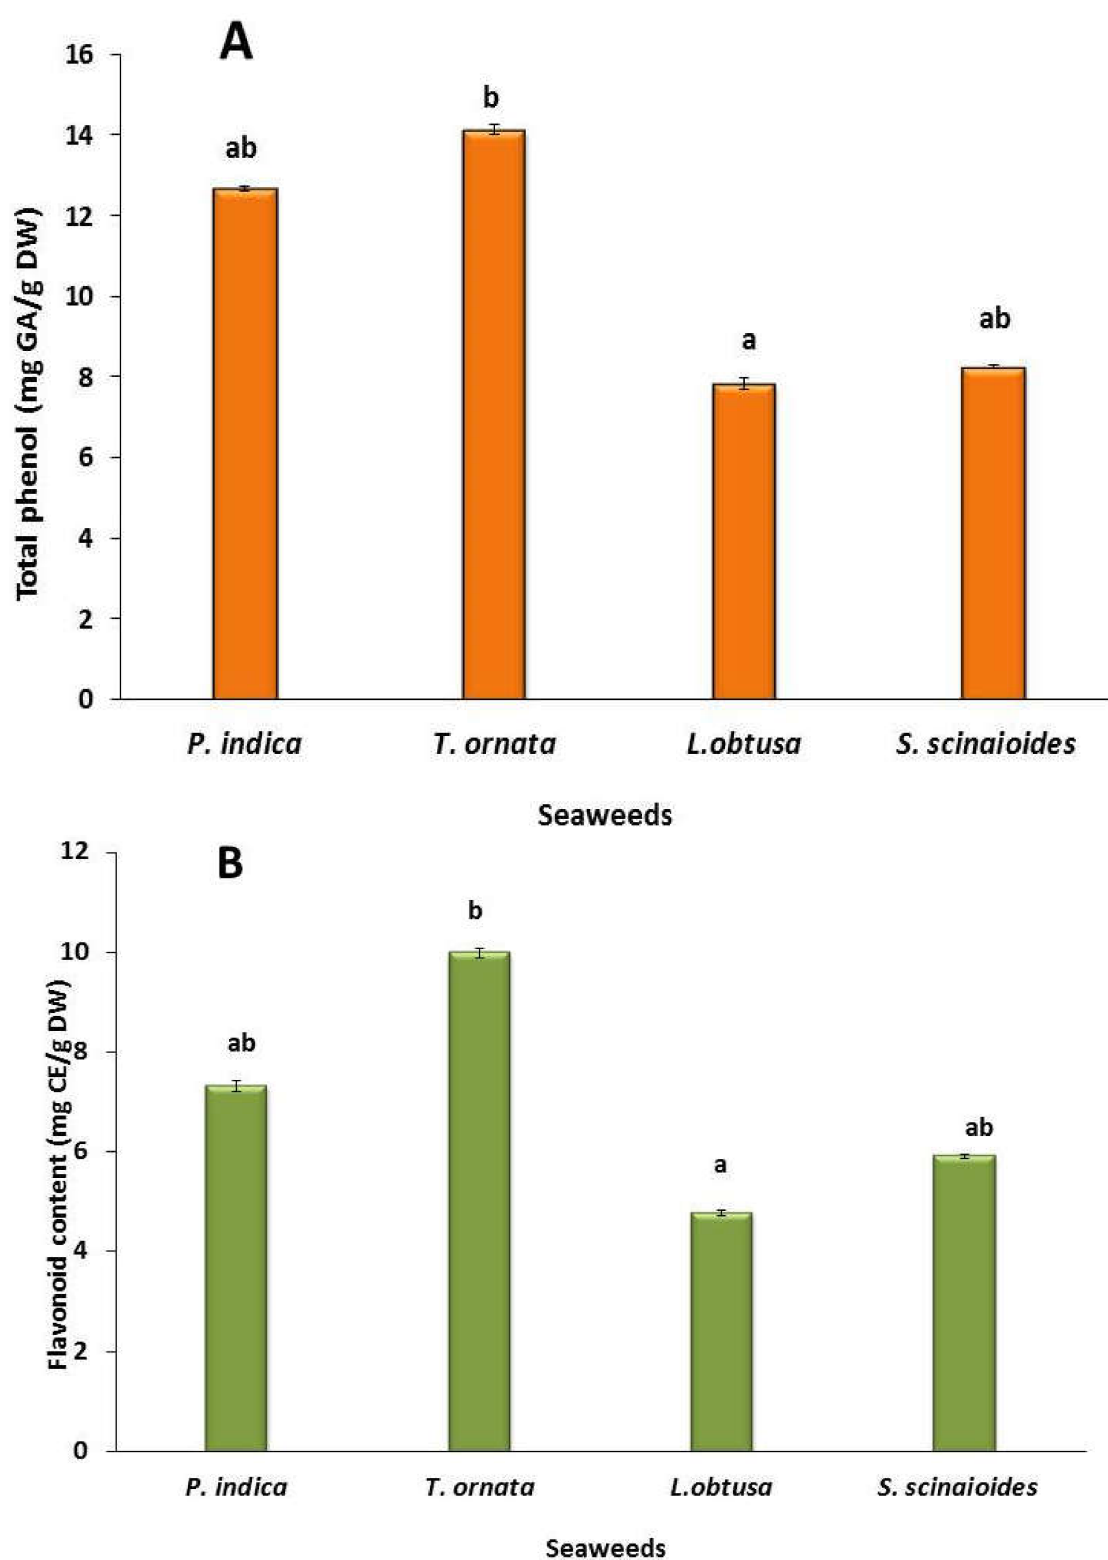 A
16
14
12
10
8
6
4
2
0
Total phenol (mg GA/g DW)
ab
b
a
ab
P. indica
T. ornata
L.obtusa
S. scinaioides
Seaweeds
B
12
10
8
6
4
2
0
Flavonoid content (mg CE/g DW)
ab
b
a
ab
P. indica
T. ornata
L.obtusa
S. scinaioides
Seaweeds